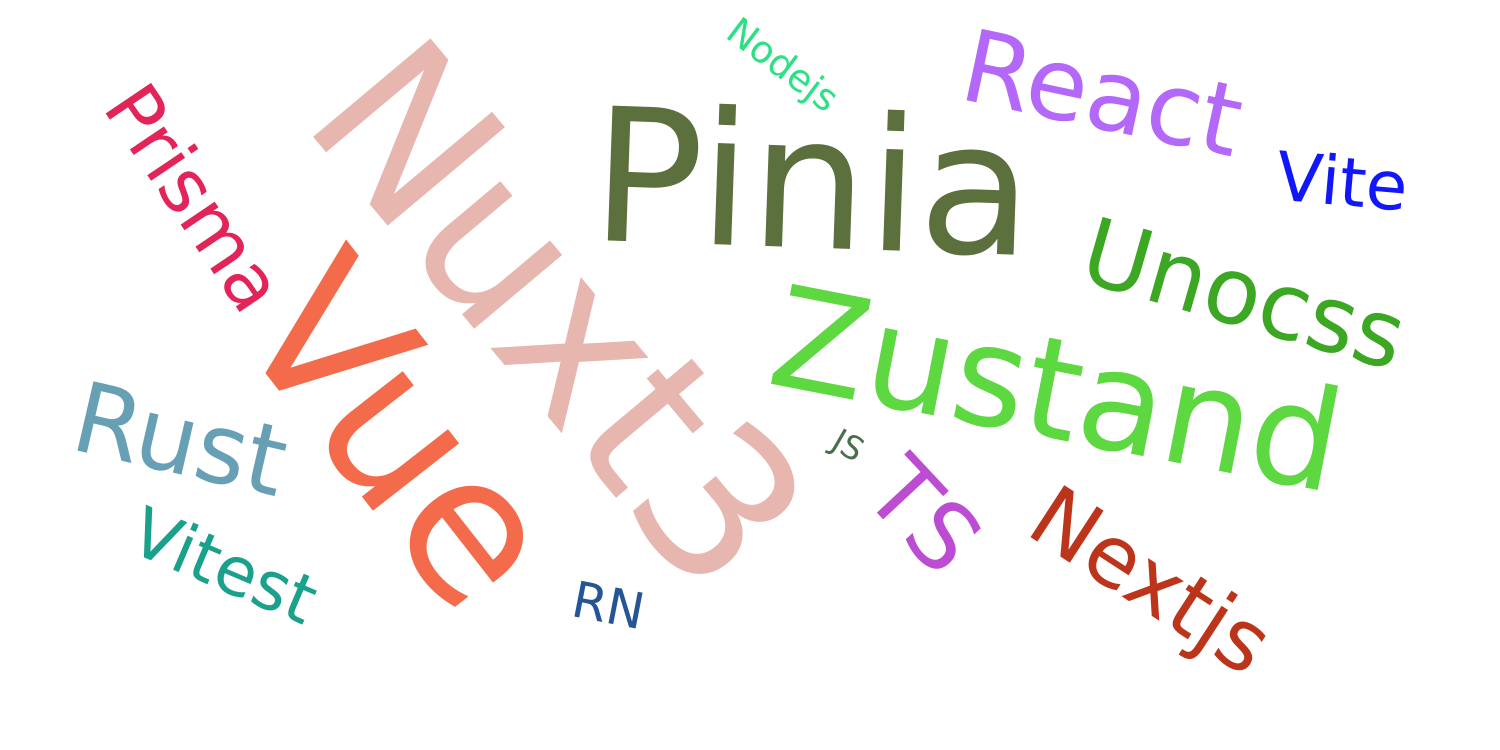 Nodejs
React
Prisma
Nuxt3
Pinia
Vite
Unocss
Vue
Zustand
Rust
JS
TS
Nextjs
Vitest
RN